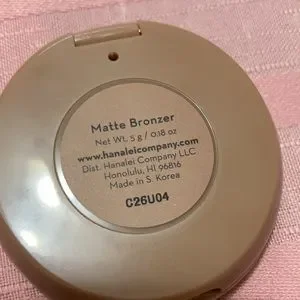 Matte Bronzer
Net Wt. 5 g / 0.18 oz
www.hanaleicompany.com
Dist. Hanalei Company LLC
Honolulu, HI 96816
Made in S. Korea
C26U04